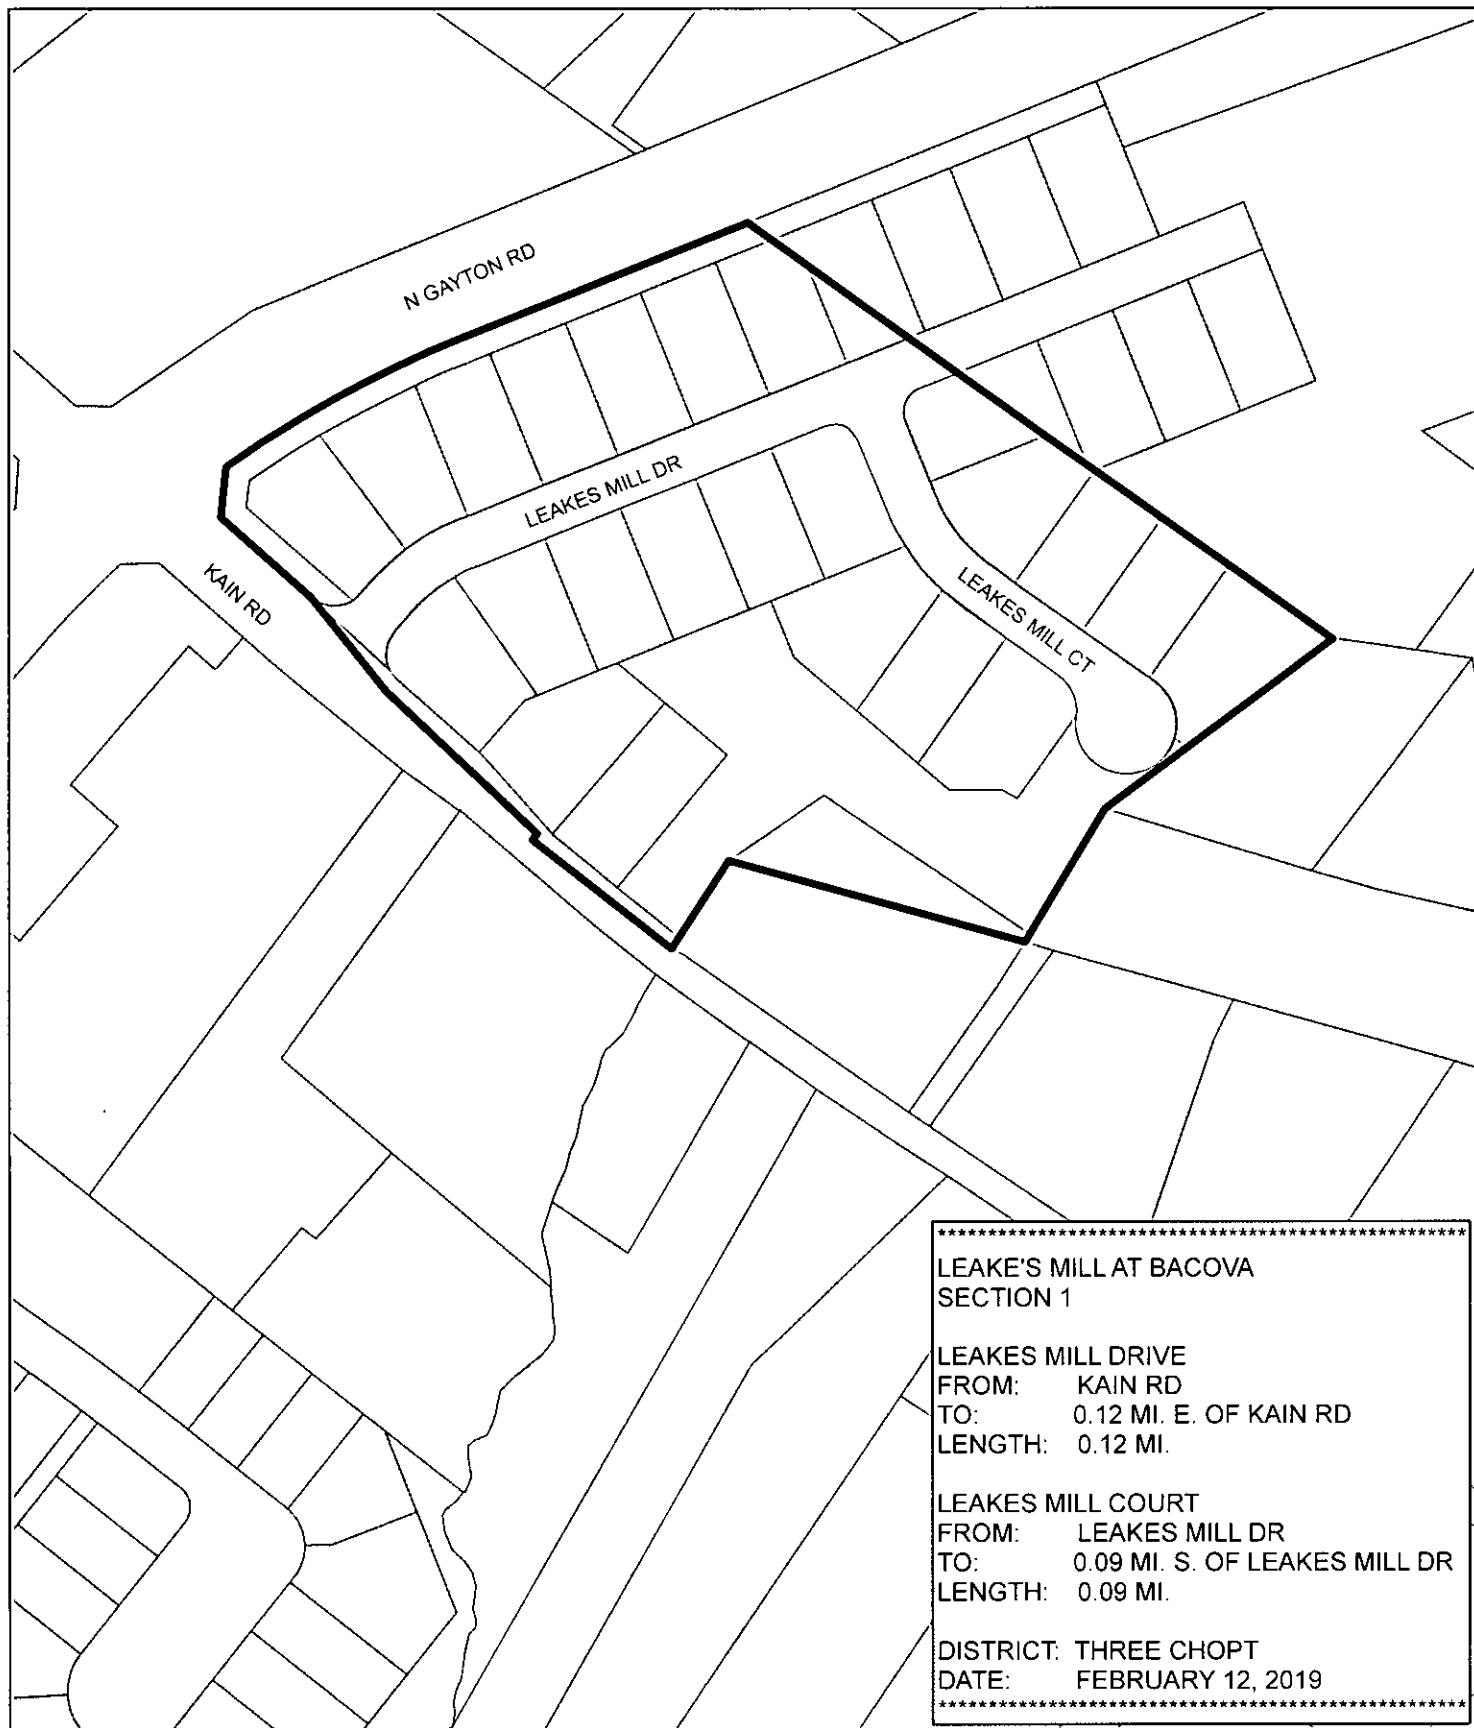 N GAYTON RD
LEAKES MILL DR
KAIN RD
LEAKES MILL CT
*****************************************************************
LEAKE'S MILL AT BACOVA
SECTION 1
LEAKES MILL DRIVE
FROM: KAIN RD
TO: 0.12 MI. E. OF KAIN RD
LENGTH: 0.12 MI.
LEAKES MILL COURT
FROM: LEAKES MILL DR
TO: 0.09 MI. S. OF LEAKES MILL DR
LENGTH: 0.09 MI.
DISTRICT: THREE CHOPT
DATE: FEBRUARY 12, 2019
*****************************************************************